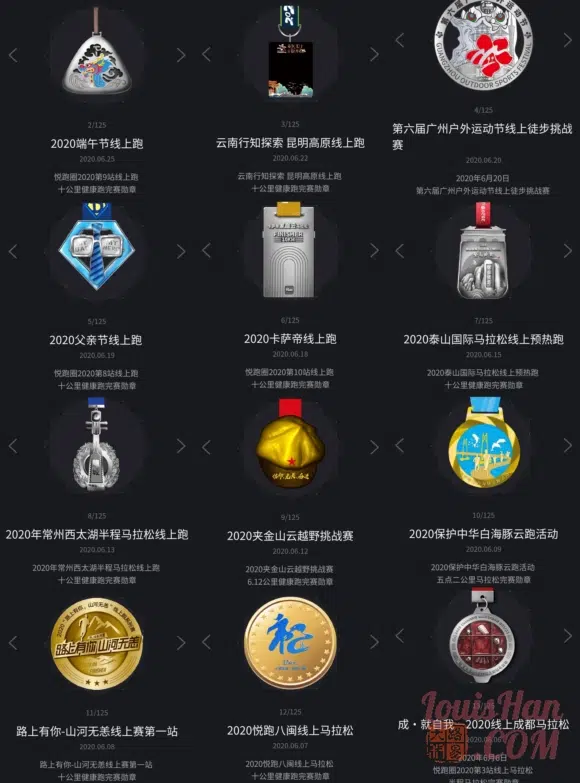 2/125
2020端午节线上跑
2020.06.25
悦跑圈2020第9站线上跑
十公里健康跑完赛勋章
3/125
云南行知探索 昆明高原线上跑
2020.06.22
云南行知探索 昆明高原线上跑
十公里健康跑完赛勋章
GUANGZHOU OUTDOOR SPORTS FESTIVAL
4/125
第六届广州户外运动节线上徒步挑战
赛
2020.06.20
2020年6月20日
第六届广州户外运动节线上徒步挑战赛
5/125
2020父亲节线上跑
2020.06.19
悦跑圈2020第8站线上跑
十公里健康跑完赛勋章
FINISHER
10KM
6/125
2020卡萨帝线上跑
2020.06.18
悦跑圈2020第10站线上跑
十公里健康跑完赛勋章
7/125
2020泰山国际马拉松线上预热跑
2020.06.15
2020泰山国际马拉松线上预热跑
十公里健康跑完赛勋章
8/125
2020年常州西太湖半程马拉松线上跑
2020.06.13
2020年常州西太湖半程马拉松线上跑
十公里健康跑完赛勋章
9/125
2020夹金山云越野挑战赛
2020.06.12
2020夹金山云越野挑战赛
6.12公里健康跑完赛勋章
10/125
2020保护中华白海豚云跑活动
2020.06.09
2020保护中华白海豚云跑活动
五点二公里马拉松完赛勋章
路上有你 山河无恙
11/125
路上有你-山河无恙线上赛第一站
2020.06.08
路上有你-山河无恙线上赛第一站
十公里健康跑完赛勋章
12/125
2020悦跑八闽线上马拉松
2020.06.07
2020悦跑八闽线上马拉松
十公里健康跑完赛勋章
13/125
成·就自我—2020线上成都马拉松
2020年6月6日
悦跑圈2020第3站线上马拉松
半程马拉松完赛勋章
LouisHan
.COM